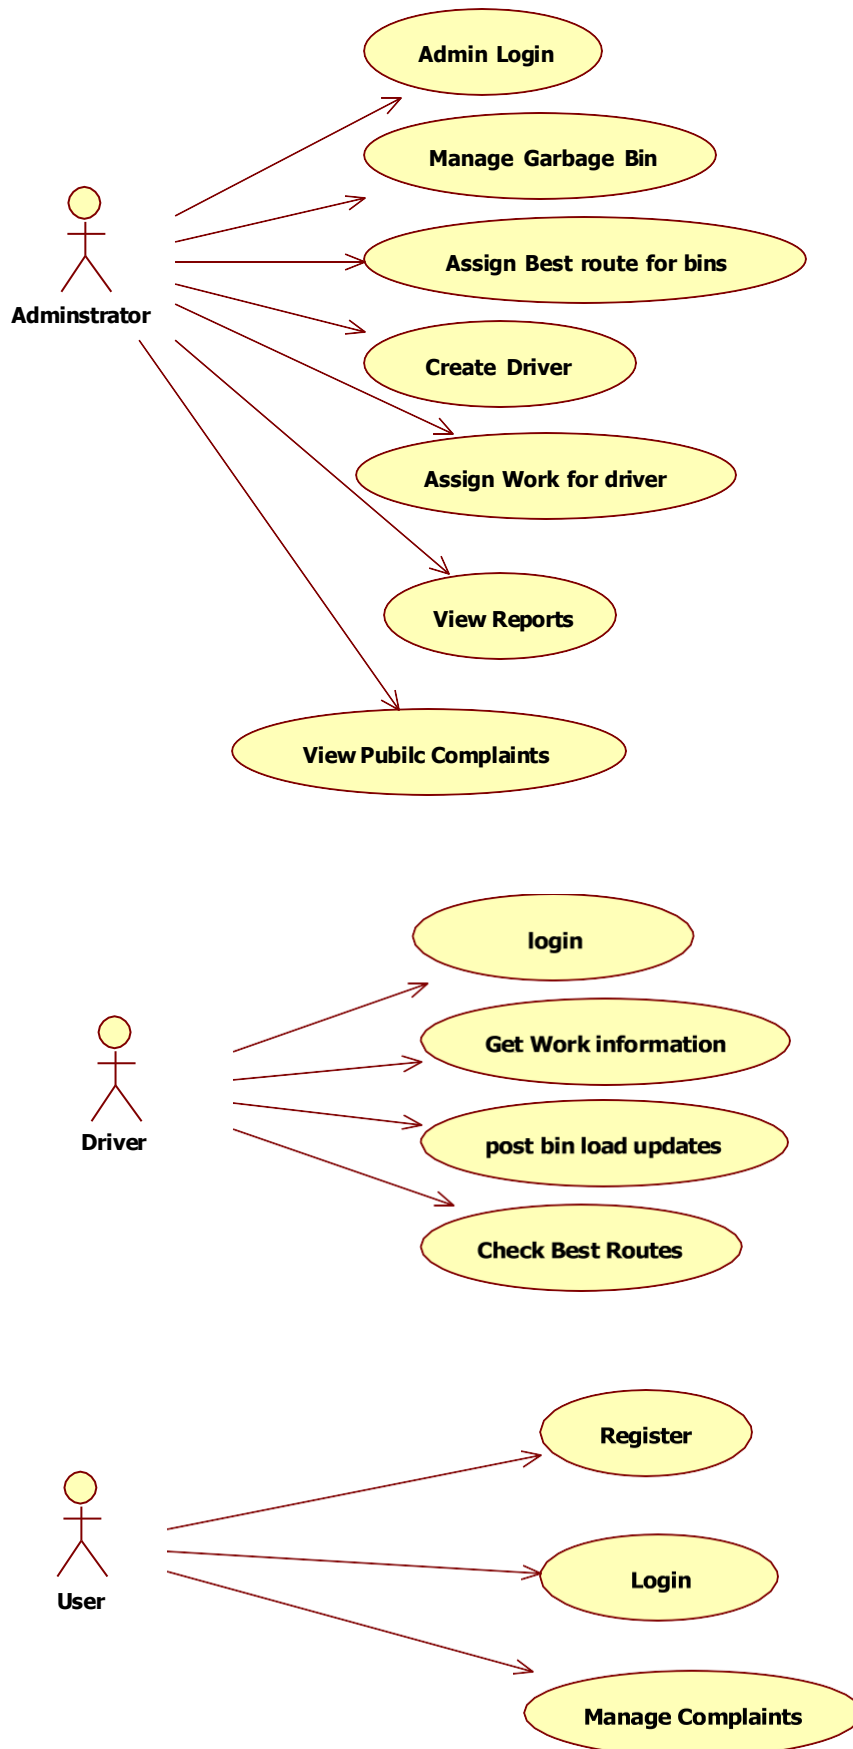 Admin Login
Manage Garbage Bin
Assign Best route for bins
Adminstrator
Create Driver
Assign Work for driver
View Reports
View Pubilc Complaints
login
Get Work information
Driver
post bin load updates
Check Best Routes
Register
Login
User
Manage Complaints